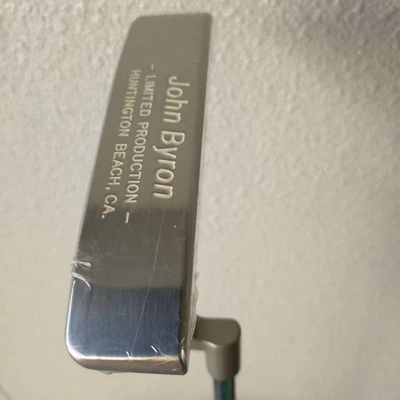 John Byron
- LIMITED PRODUCTION -
HUNTINGTON BEACH, CA.